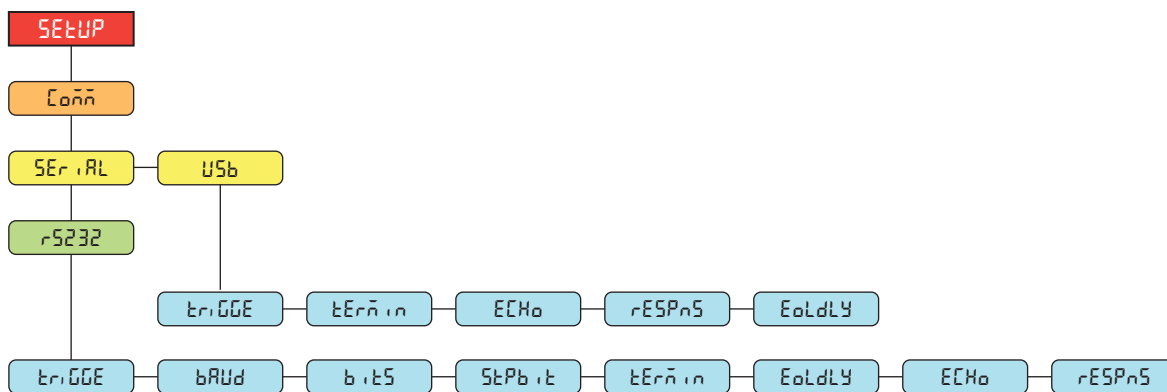 SEtUP
Comm
SEriAL USb
rS232
triGGE tErmin ECHo rESPnS EoLdLY
triGGE bAUd bitS StPbit tErmin EoLdLY ECHo rESPnS